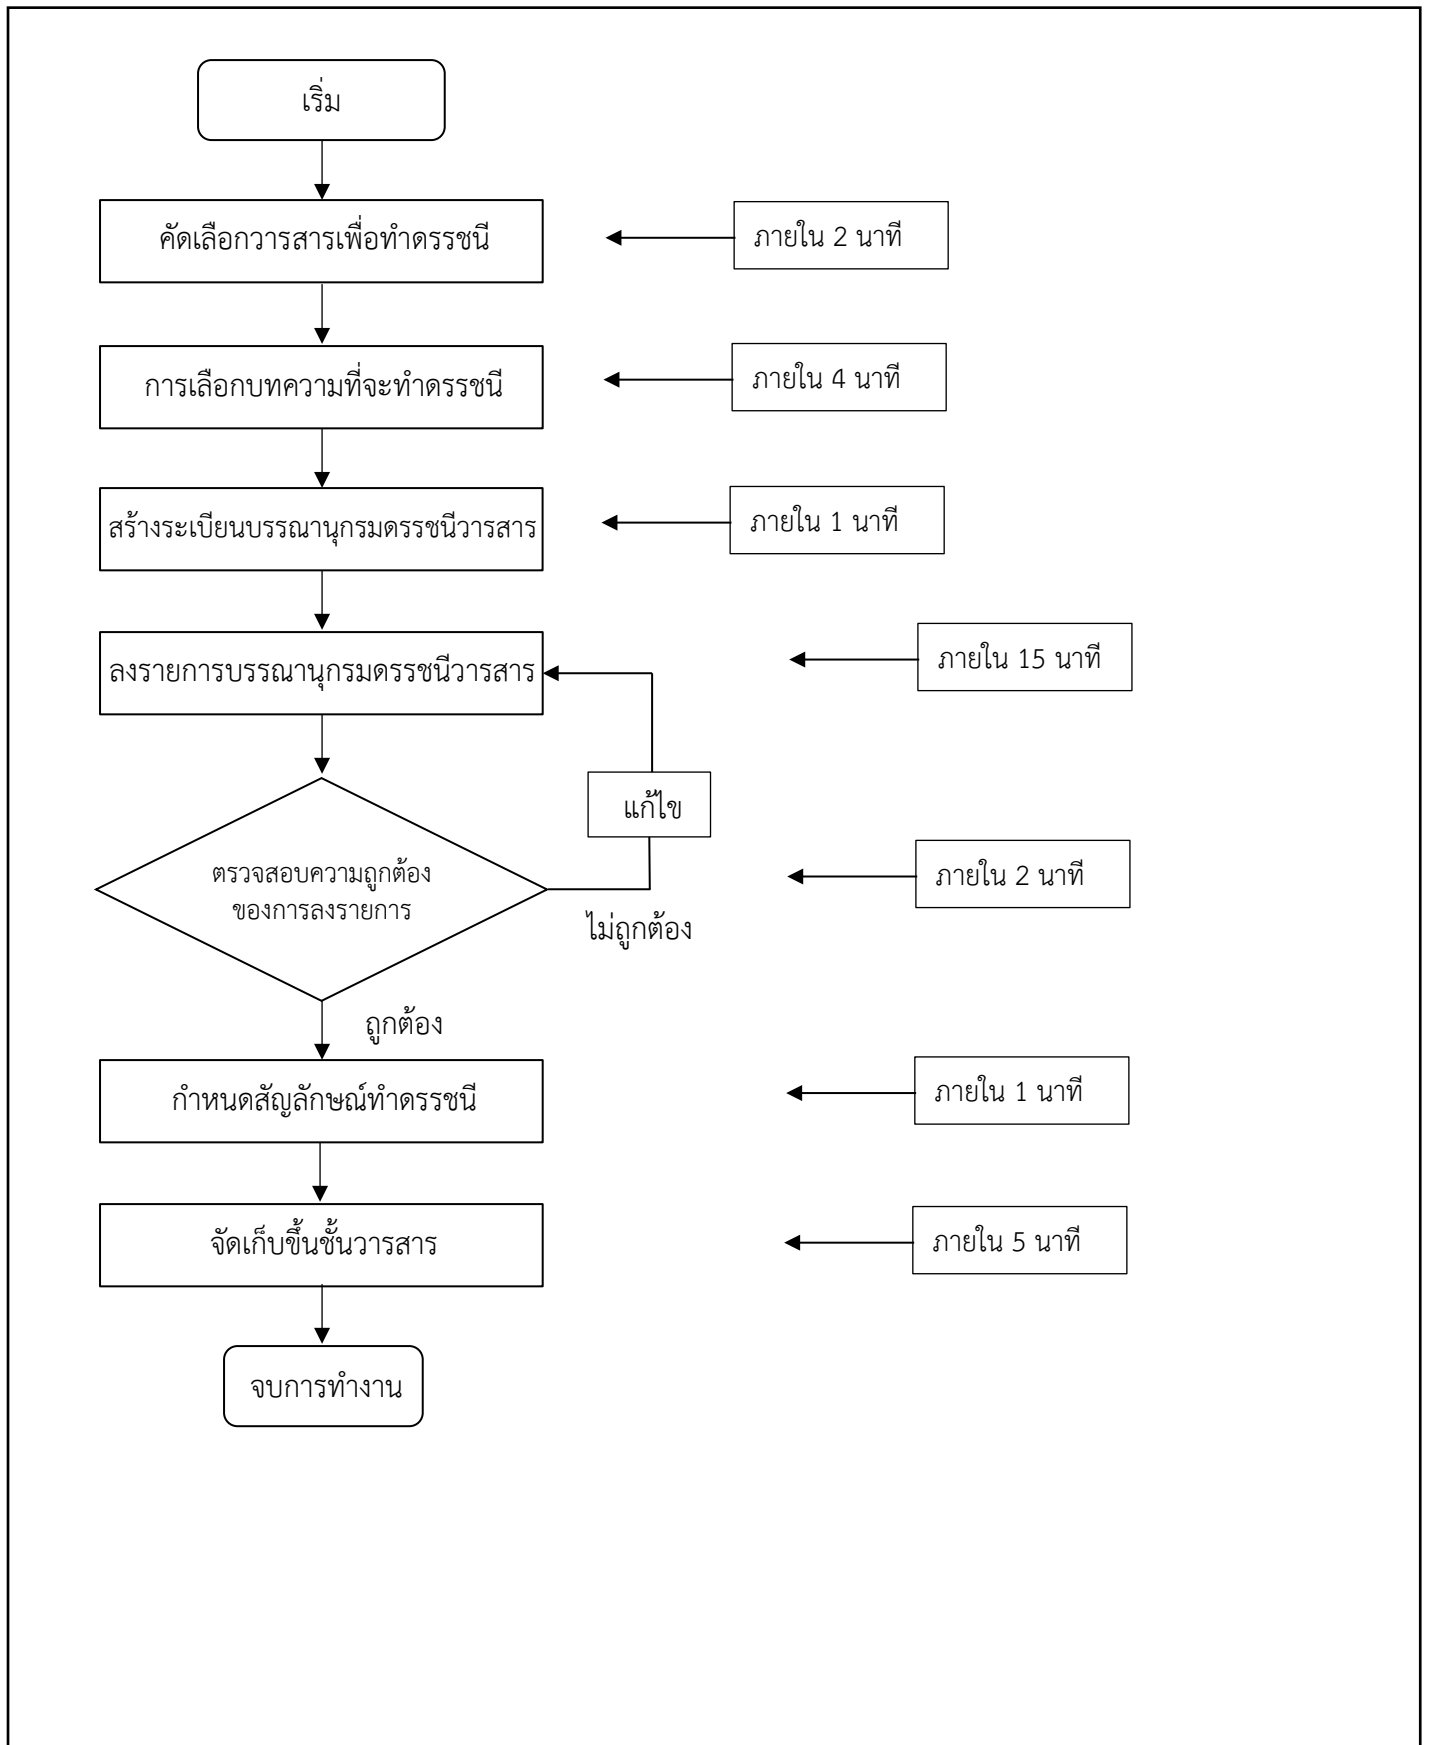 เริ่ม
คัดเลือกวารสารเพื่อทำดรรชนี
ภายใน 2 นาที
การเลือกบทความที่จะทำดรรชนี
ภายใน 4 นาที
สร้างระเบียนบรรณานุกรมดรรชนีวารสาร
ภายใน 1 นาที
ลงรายการบรรณานุกรมดรรชนีวารสาร
ภายใน 15 นาที
แก้ไข
ตรวจสอบความถูกต้อง
ของการลงรายการ
ภายใน 2 นาที
ไม่ถูกต้อง
ถูกต้อง
กำหนดสัญลักษณ์ทำดรรชนี
ภายใน 1 นาที
จัดเก็บขึ้นชั้นวารสาร
ภายใน 5 นาที
จบการทำงาน